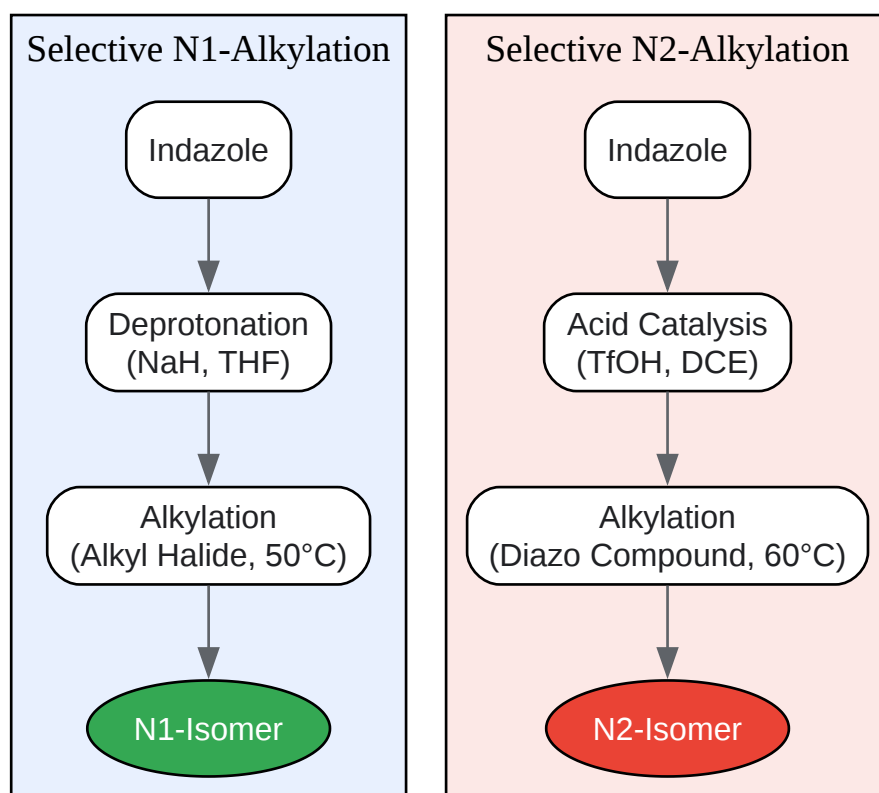 Selective N1-Alkylation
Indazole
Deprotonation
(NaH, THF)
Alkylation
(Alkyl Halide, 50°C)
N1-Isomer
Selective N2-Alkylation
Indazole
Acid Catalysis
(TfOH, DCE)
Alkylation
(Diazo Compound, 60°C)
N2-Isomer